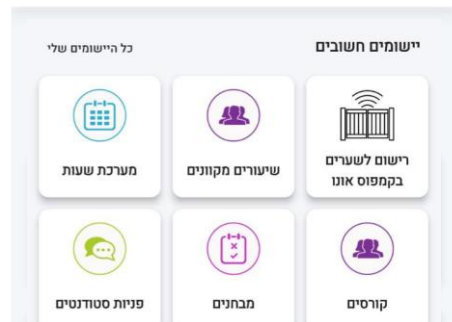 יישומים חשובים
כל היישומים שלי
רישום לשערים
בקמפוס אונו
שיעורים מקוונים
מערכת שעות
קורסים
מבחנים
פניות סטודנטים